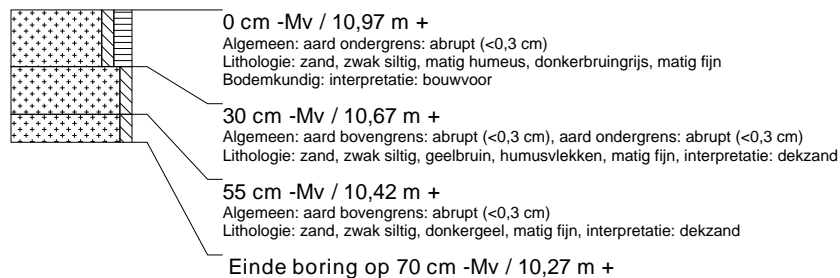 0 cm -Mv / 10,97 m +
Algemeen: aard ondergrens: abrupt (<0,3 cm)
Lithologie: zand, zwak siltig, matig humeus, donkerbruingrijs, matig fijn
Bodemkundig: interpretatie: bouwvoor
30 cm -Mv / 10,67 m +
Algemeen: aard bovengrens: abrupt (<0,3 cm), aard ondergrens: abrupt (<0,3 cm)
Lithologie: zand, zwak siltig, geelbruin, humusvlekken, matig fijn, interpretatie: dekzand
55 cm -Mv / 10,42 m +
Algemeen: aard bovengrens: abrupt (<0,3 cm)
Lithologie: zand, zwak siltig, donkergeel, matig fijn, interpretatie: dekzand
Einde boring op 70 cm -Mv / 10,27 m +